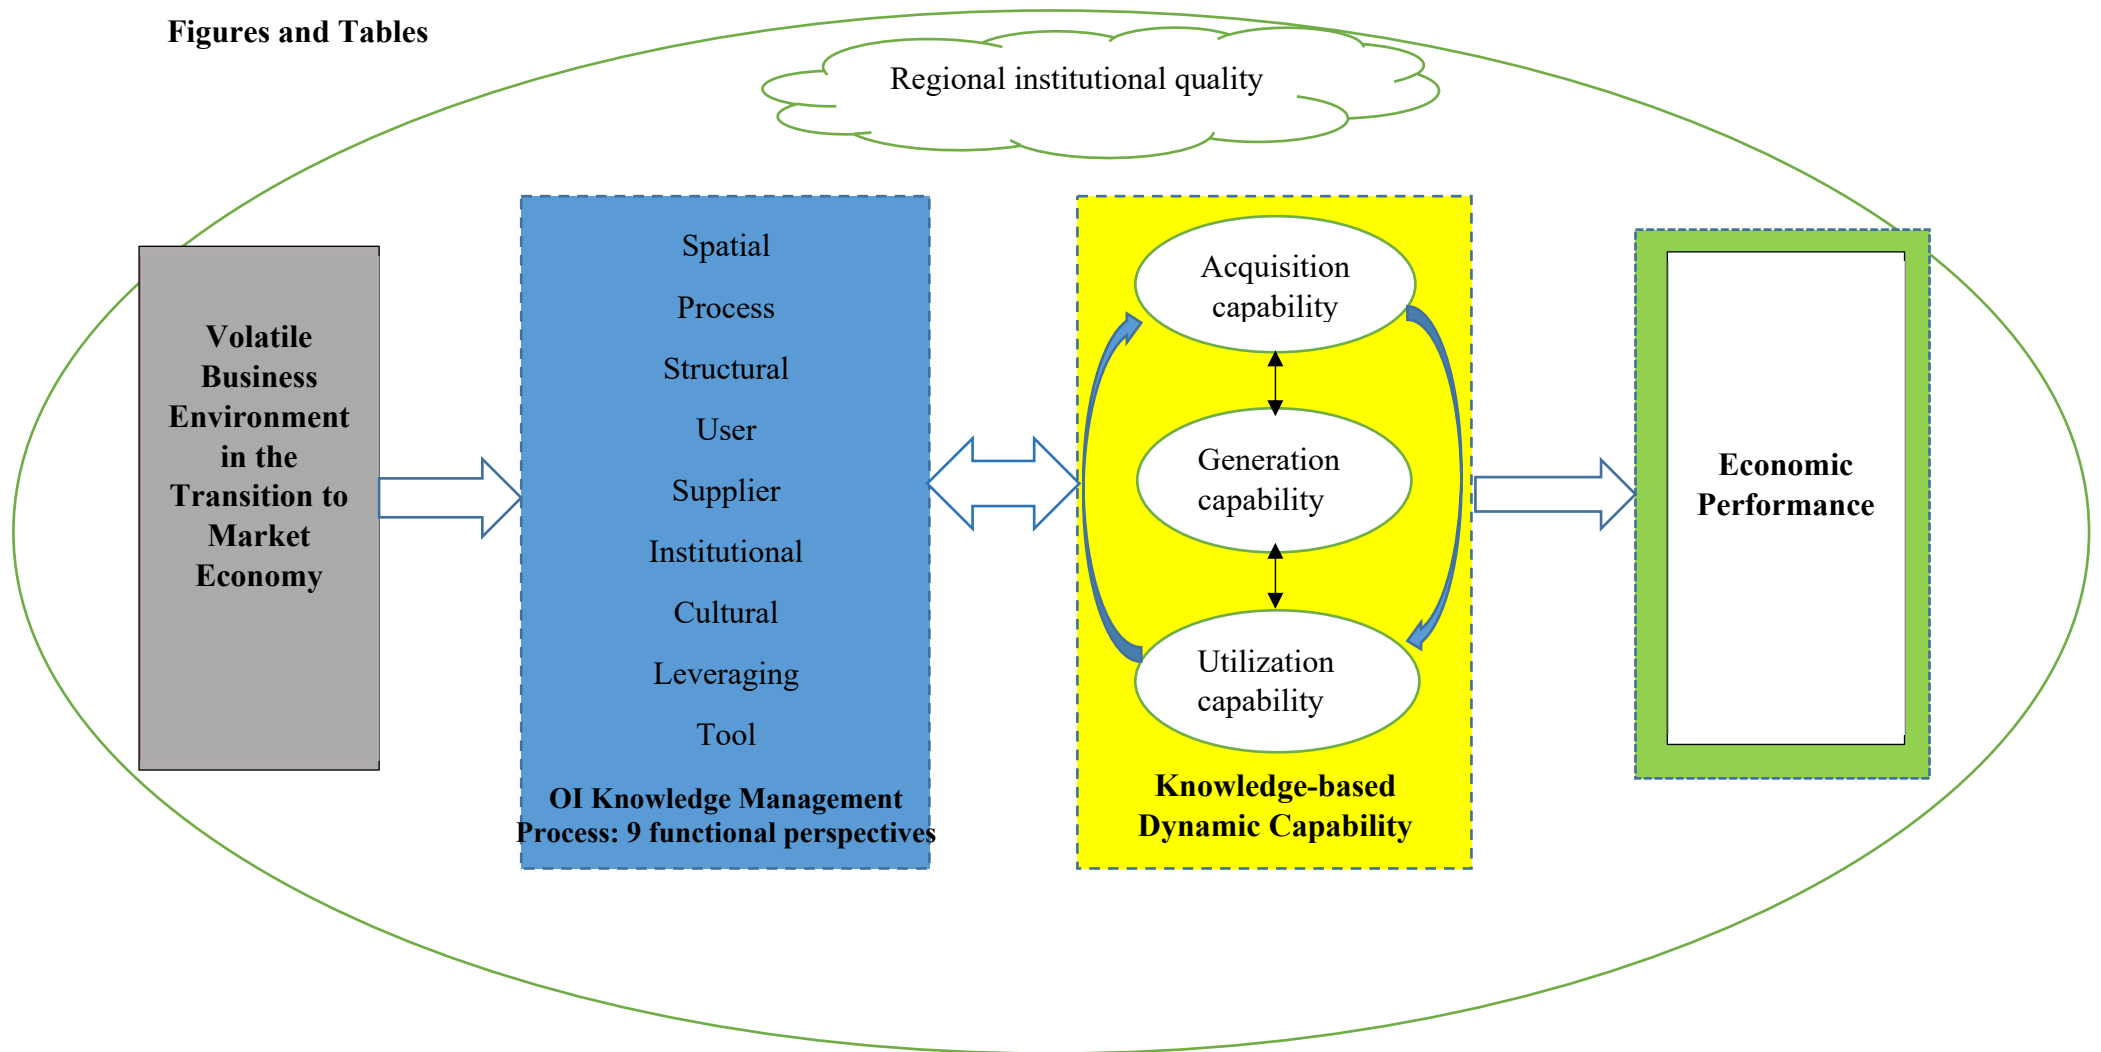 Figures and Tables
Regional institutional quality
Volatile
Business
Environment
in the
Transition to
Market
Economy
Spatial
Process
Structural
User
Supplier
Institutional
Cultural
Leveraging
Tool
OI Knowledge Management
Process: 9 functional perspectives
Acquisition
capability
Generation
capability
Utilization
capability
Knowledge-based
Dynamic Capability
Economic
Performance